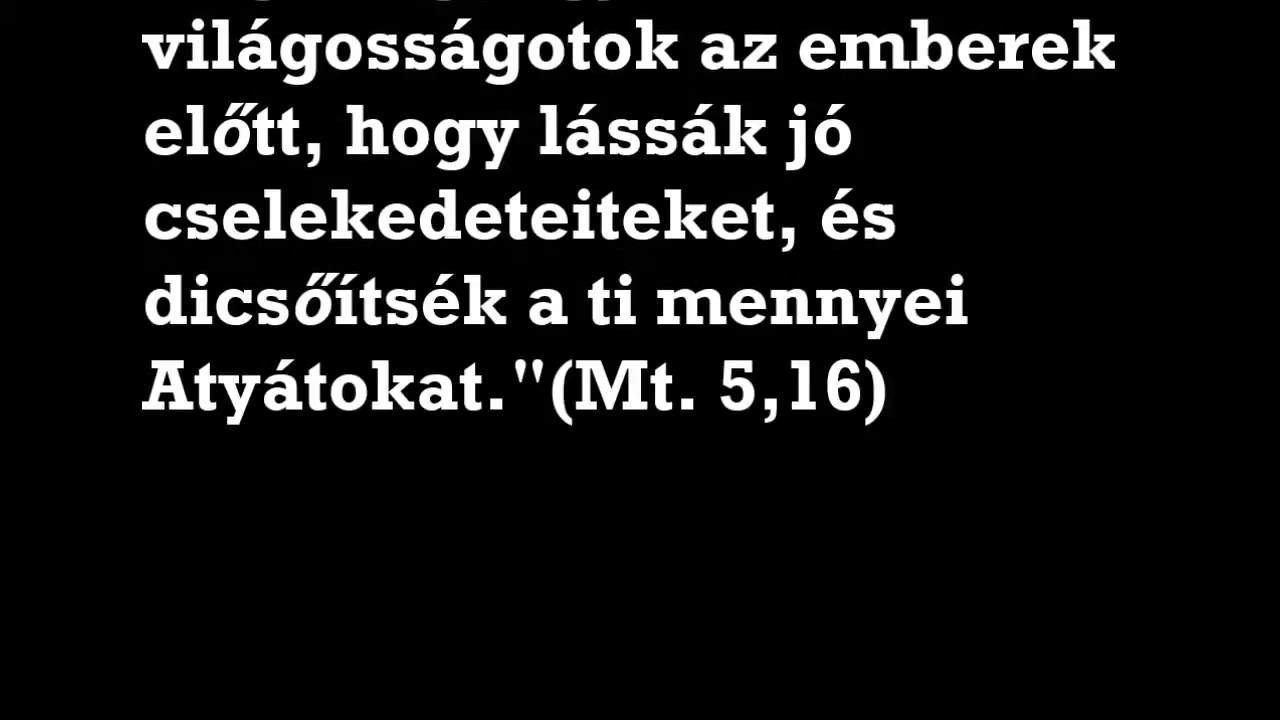 világosságotok az emberek
előtt, hogy lássák jó
cselekedeteiteket, és
dicsőítsék a ti mennyei
Atyátokat."(Mt. 5,16)